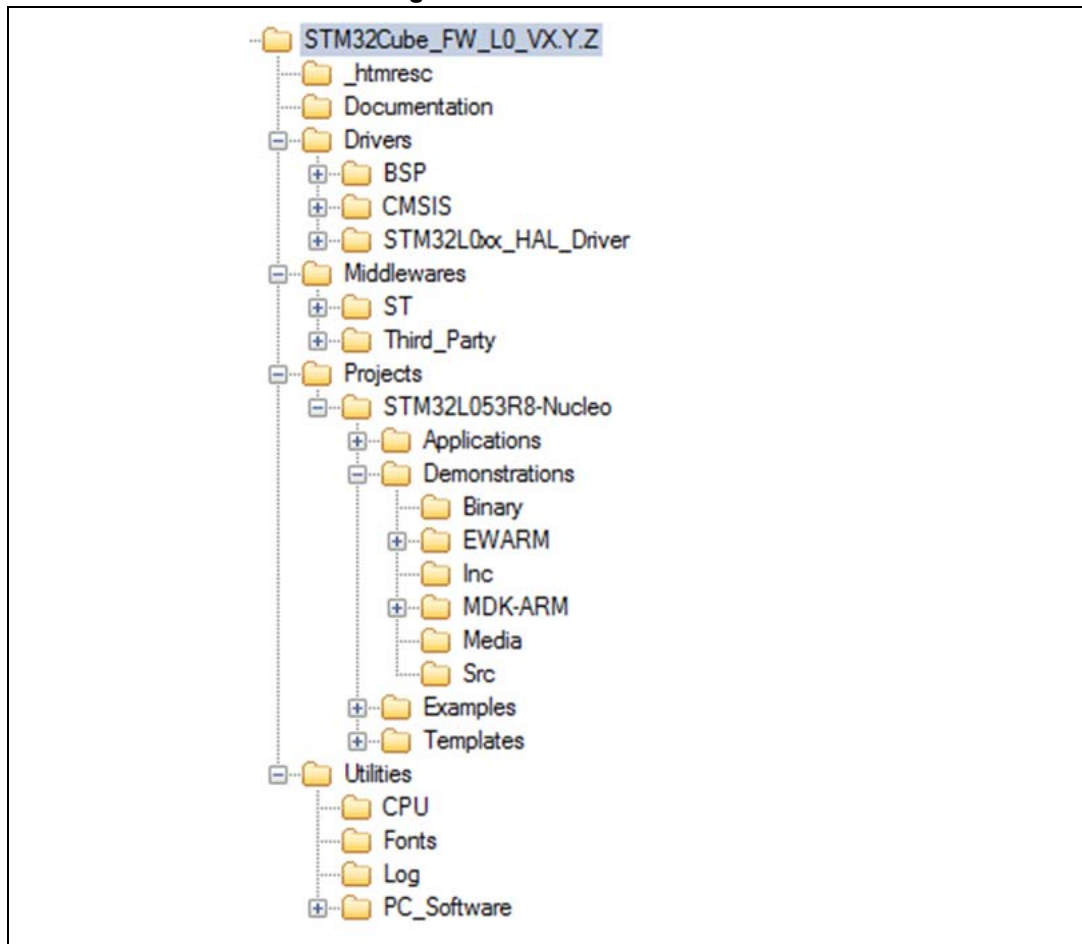 STM32Cube_FW_L0_VX.Y.Z
_htmresc
Documentation
Drivers
BSP
CMSIS
STM32L0xx_HAL_Driver
Middlewares
ST
Third_Party
Projects
STM32L053R8-Nucleo
Applications
Demonstrations
Binary
EWARM
Inc
MDK-ARM
Media
Src
Examples
Templates
Utilities
CPU
Fonts
Log
PC_Software